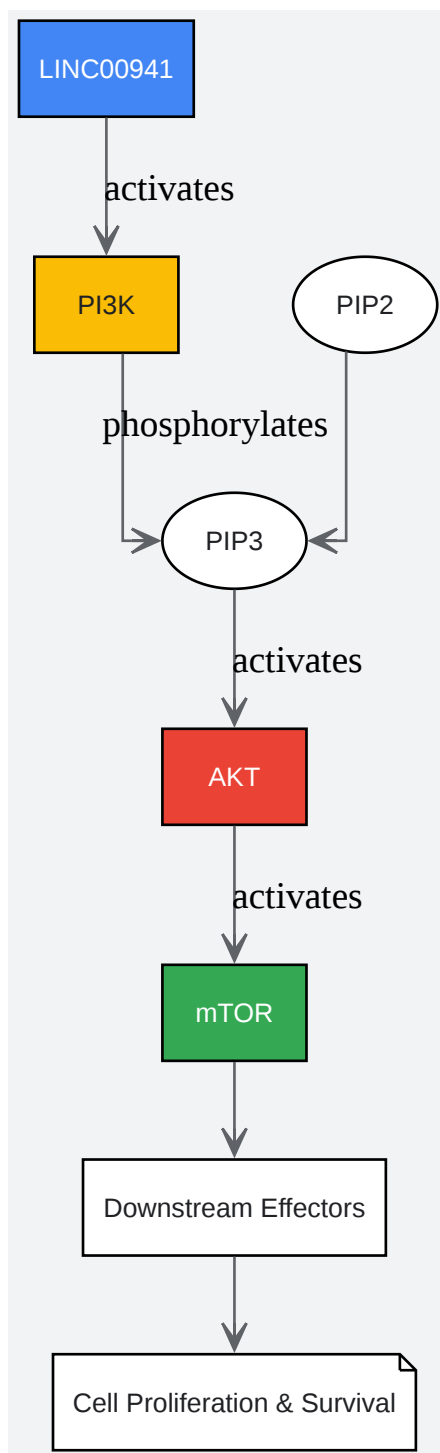 LINC00941
activates
PI3K
PIP2
phosphorylates
PIP3
activates
AKT
activates
mTOR
Downstream Effectors
Cell Proliferation & Survival